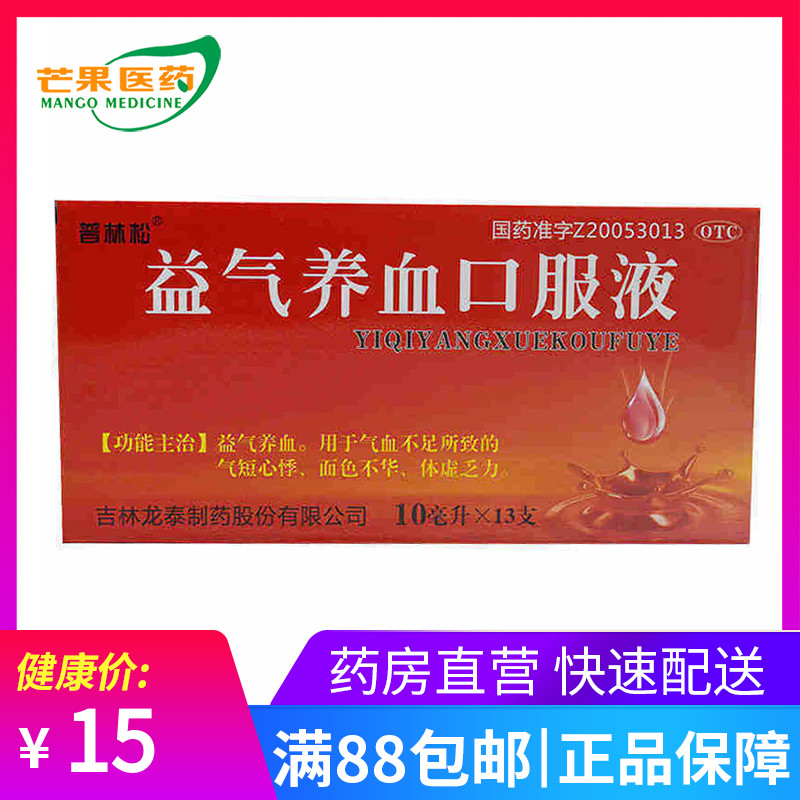 芒果医药
MANGO MEDICINE
普林松®
国药准字Z20053013 OTC
益气养血口服液
YIQIYANGXUEKOUFUYE
【功能主治】益气养血。用于气血不足所致的
气短心悸、面色不华、体虚乏力。
吉林龙泰制药股份有限公司 10毫升×13支
健康价:
¥15
药房直营 快速配送
满88包邮|正品保障